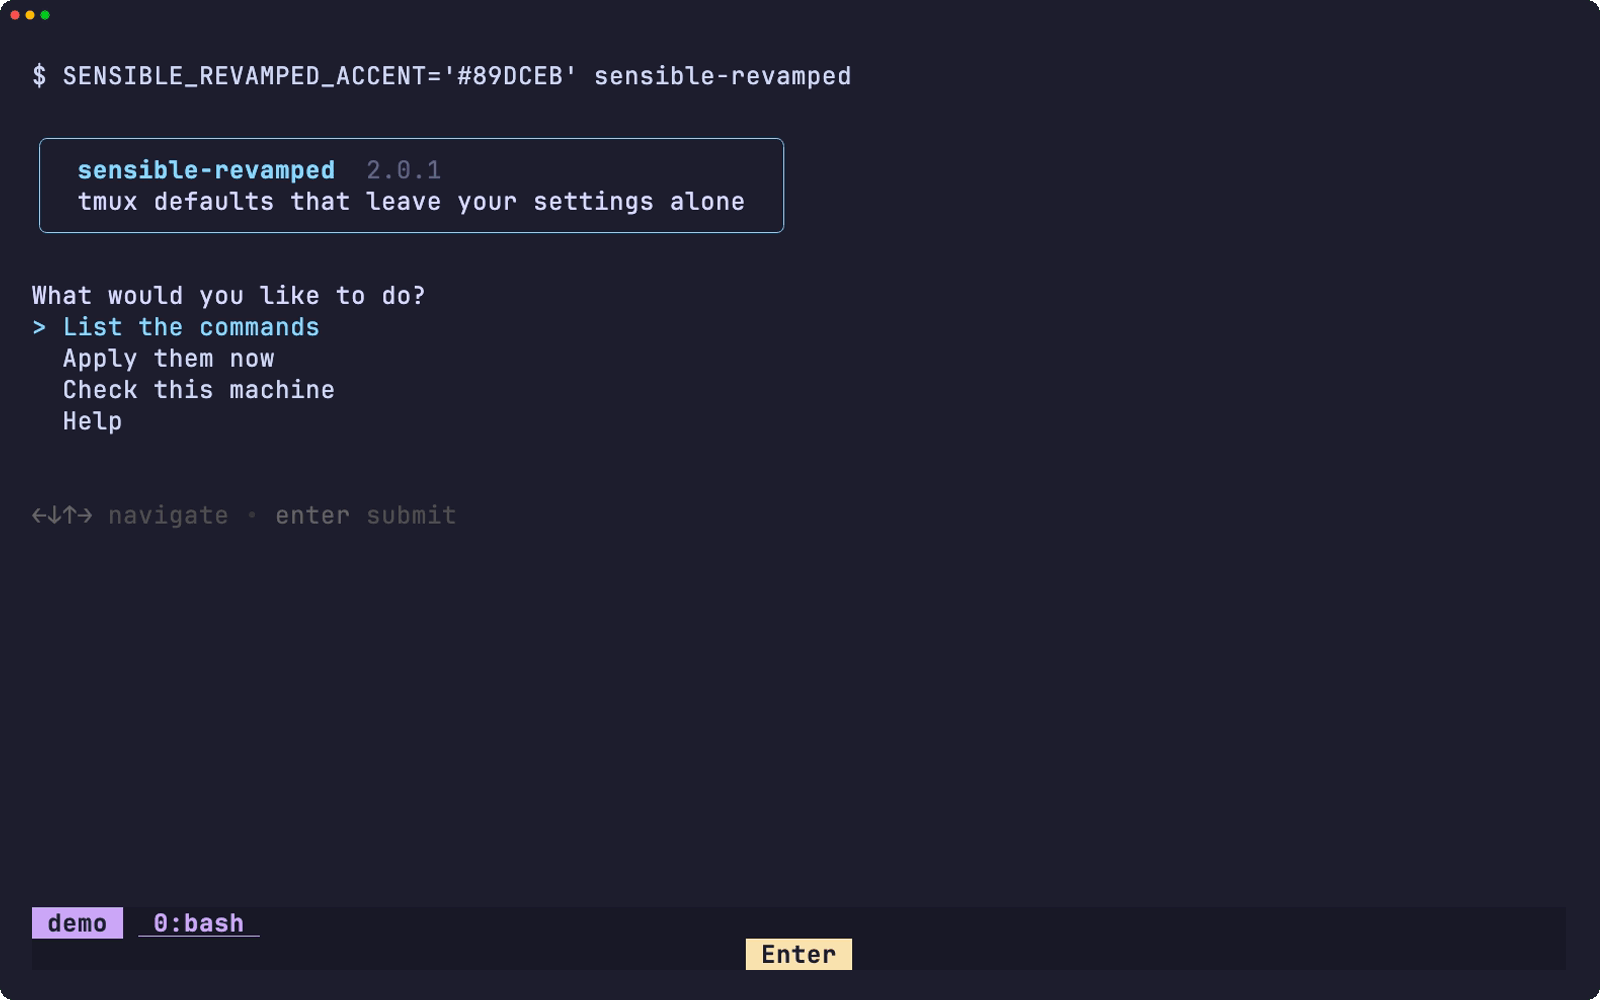 $ SENSIBLE_REVAMPED_ACCENT='#89DCEB' sensible-revamped
sensible-revamped  2.0.1
tmux defaults that leave your settings alone
What would you like to do?
> List the commands
Apply them now
Check this machine
Help
←↓↑→ navigate • enter submit
demo  0:bash
Enter